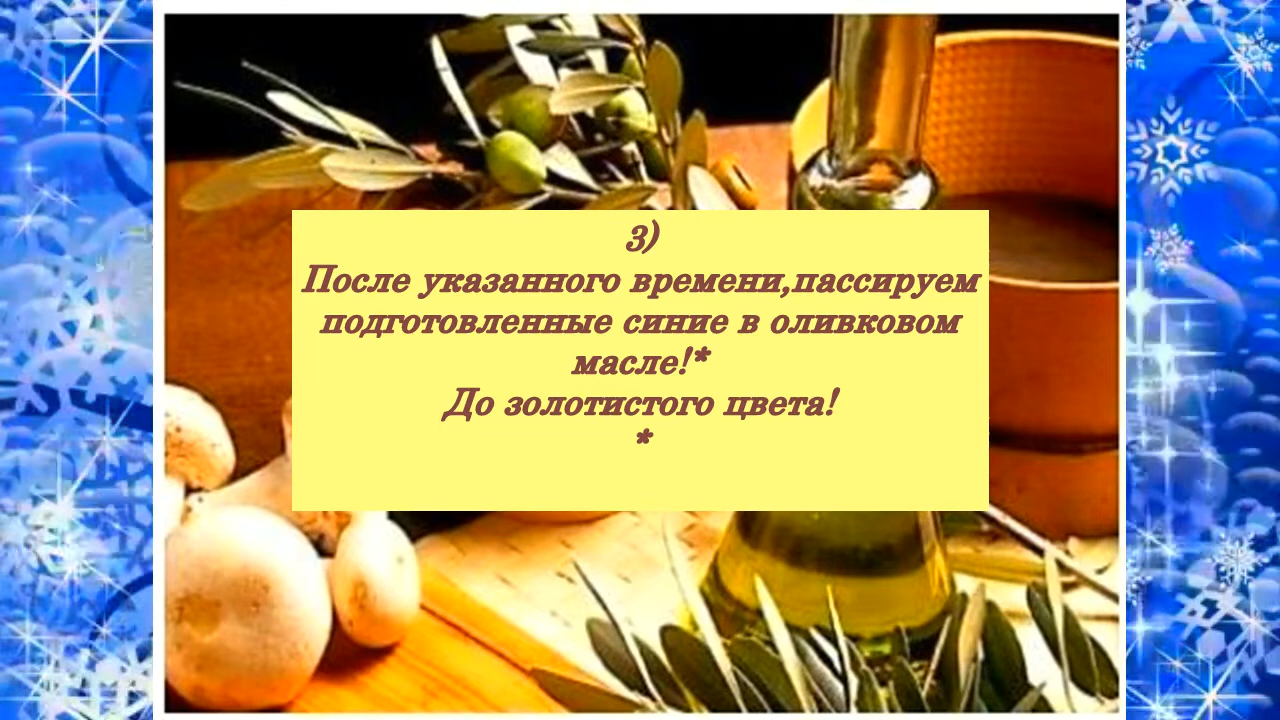 3)
После указанного времени,пассируем
подготовленные синие в оливковом
масле!*
До золотистого цвета!
*